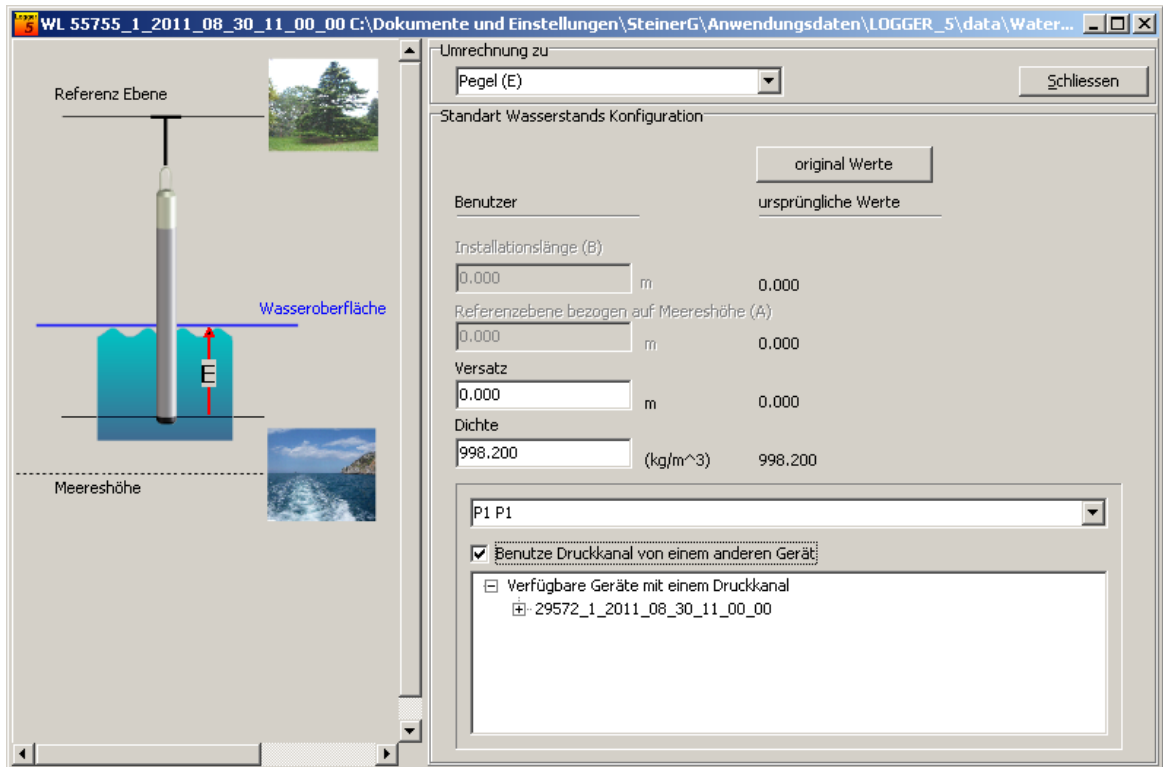 Logger 5 WL 55755_1_2011_08_30_11_00_00 C:\Dokumente und Einstellungen\SteinerG\Anwendungsdaten\LOGGER_5\data\Water...
Referenz Ebene
Wasseroberfläche
E
Meereshöhe
Umrechnung zu
Pegel (E) Schliessen
Standart Wasserstands Konfiguration
original Werte
Benutzer ursprüngliche Werte
Installationslänge (B)
0.000 m 0.000
Referenzebene bezogen auf Meereshöhe (A)
0.000 m 0.000
Versatz
0.000 m 0.000
Dichte
998.200 (kg/m^3) 998.200
P1 P1
Benutze Druckkanal von einem anderen Gerät
Verfügbare Geräte mit einem Druckkanal
29572_1_2011_08_30_11_00_00